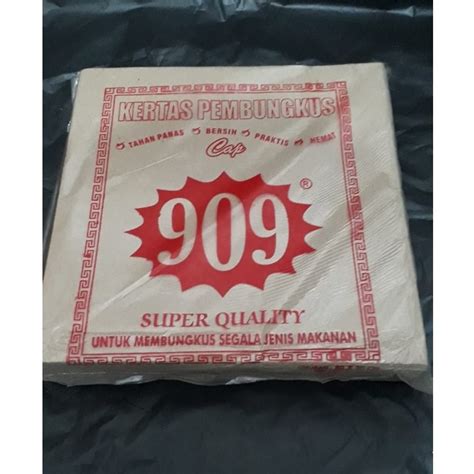 KERTAS PEMBUNGKUS
TAHAN PANAS BERSIH PRAKTIS HEMAT
Cap
909 ®
SUPER QUALITY
UNTUK MEMBUNGKUS SEGALA JENIS MAKANAN